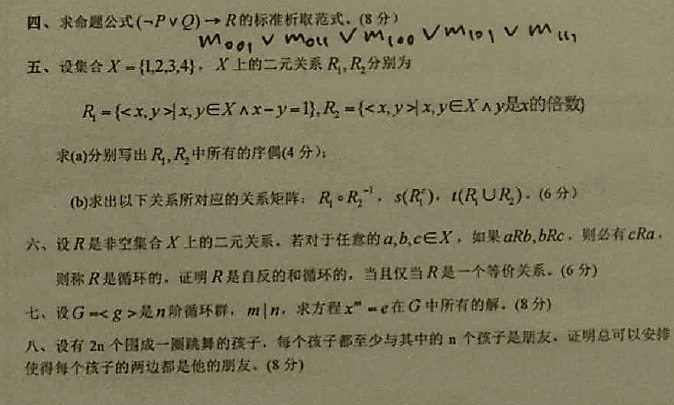 四、求命题公式(¬P∨Q)→R的标准析取范式。(8分)
m001 ∨ m011 ∨ m100 ∨ m101 ∨ m111
五、设集合 X={1,2,3,4}，X 上的二元关系 R₁,R₂分别为
R₁={<x,y>|x,y∈X∧x−y=1},R₂={<x,y>|x,y∈X∧y是x的倍数}
求(a)分别写出 R₁,R₂中所有的序偶(4分)；
(b)求出以下关系所对应的关系矩阵：R₁∘R₂⁻¹，s(R₁ᶜ)，t(R₁∪R₂)。(6分)
六、设R是非空集合X上的二元关系。若对于任意的a,b,c∈X，如果aRb,bRc，则必有cRa，
则称R是循环的。证明R是自反的和循环的，当且仅当R是一个等价关系。(6分)
七、设G=<g>是n阶循环群，m|n，求方程xᵐ=e在G中所有的解。(8分)
八、设有 2n 个围成一圈跳舞的孩子，每个孩子都至少与其中的 n 个孩子是朋友。证明总可以安排
使得每个孩子的两边都是他的朋友。(8分)